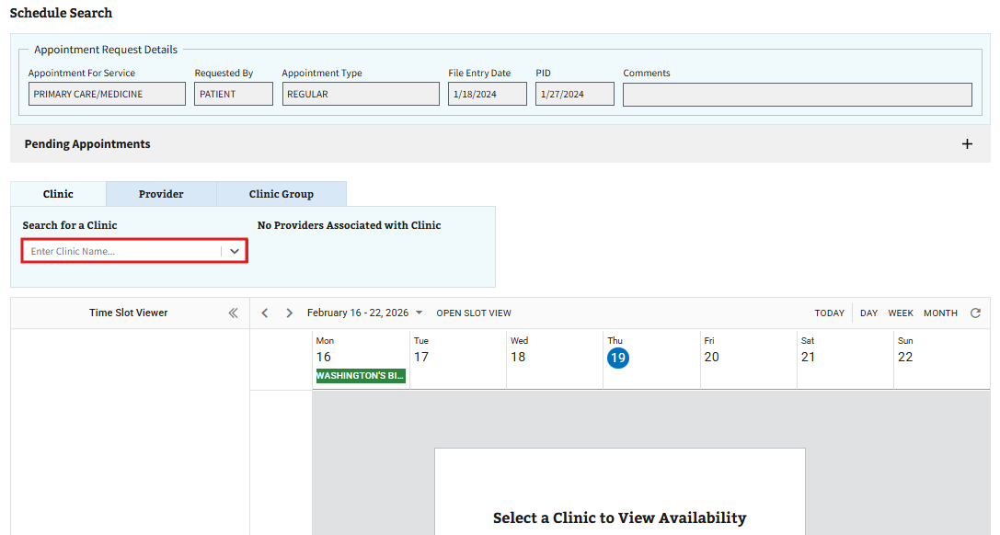 Schedule Search
Appointment Request Details
Appointment For Service Requested By Appointment Type File Entry Date PID Comments
PRIMARY CARE/MEDICINE PATIENT REGULAR 1/18/2024 1/27/2024
Pending Appointments +
Clinic Provider Clinic Group
Search for a Clinic No Providers Associated with Clinic
Enter Clinic Name...
Time Slot Viewer February 16 - 22, 2026 OPEN SLOT VIEW TODAY DAY WEEK MONTH
Mon Tue Wed Thu Fri Sat Sun
16 17 18 19 20 21 22
WASHINGTON'S BI...
Select a Clinic to View Availability